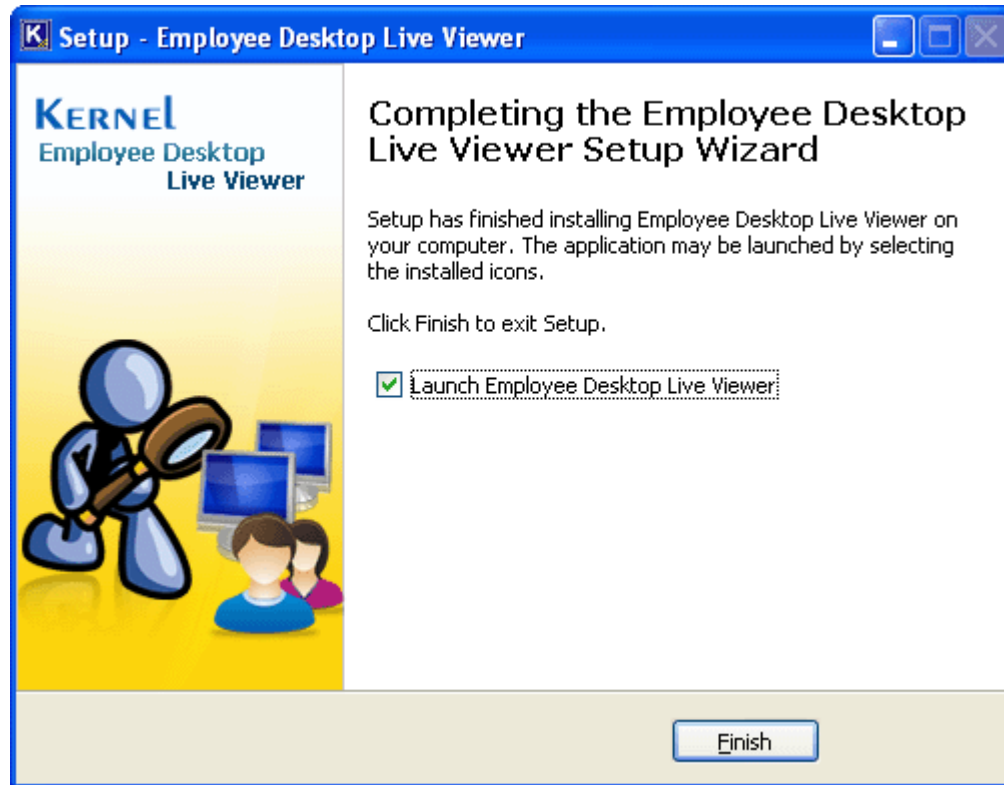 K Setup - Employee Desktop Live Viewer
KERNEL
Employee Desktop
Live Viewer
Completing the Employee Desktop
Live Viewer Setup Wizard
Setup has finished installing Employee Desktop Live Viewer on
your computer. The application may be launched by selecting
the installed icons.
Click Finish to exit Setup.
Launch Employee Desktop Live Viewer
Finish